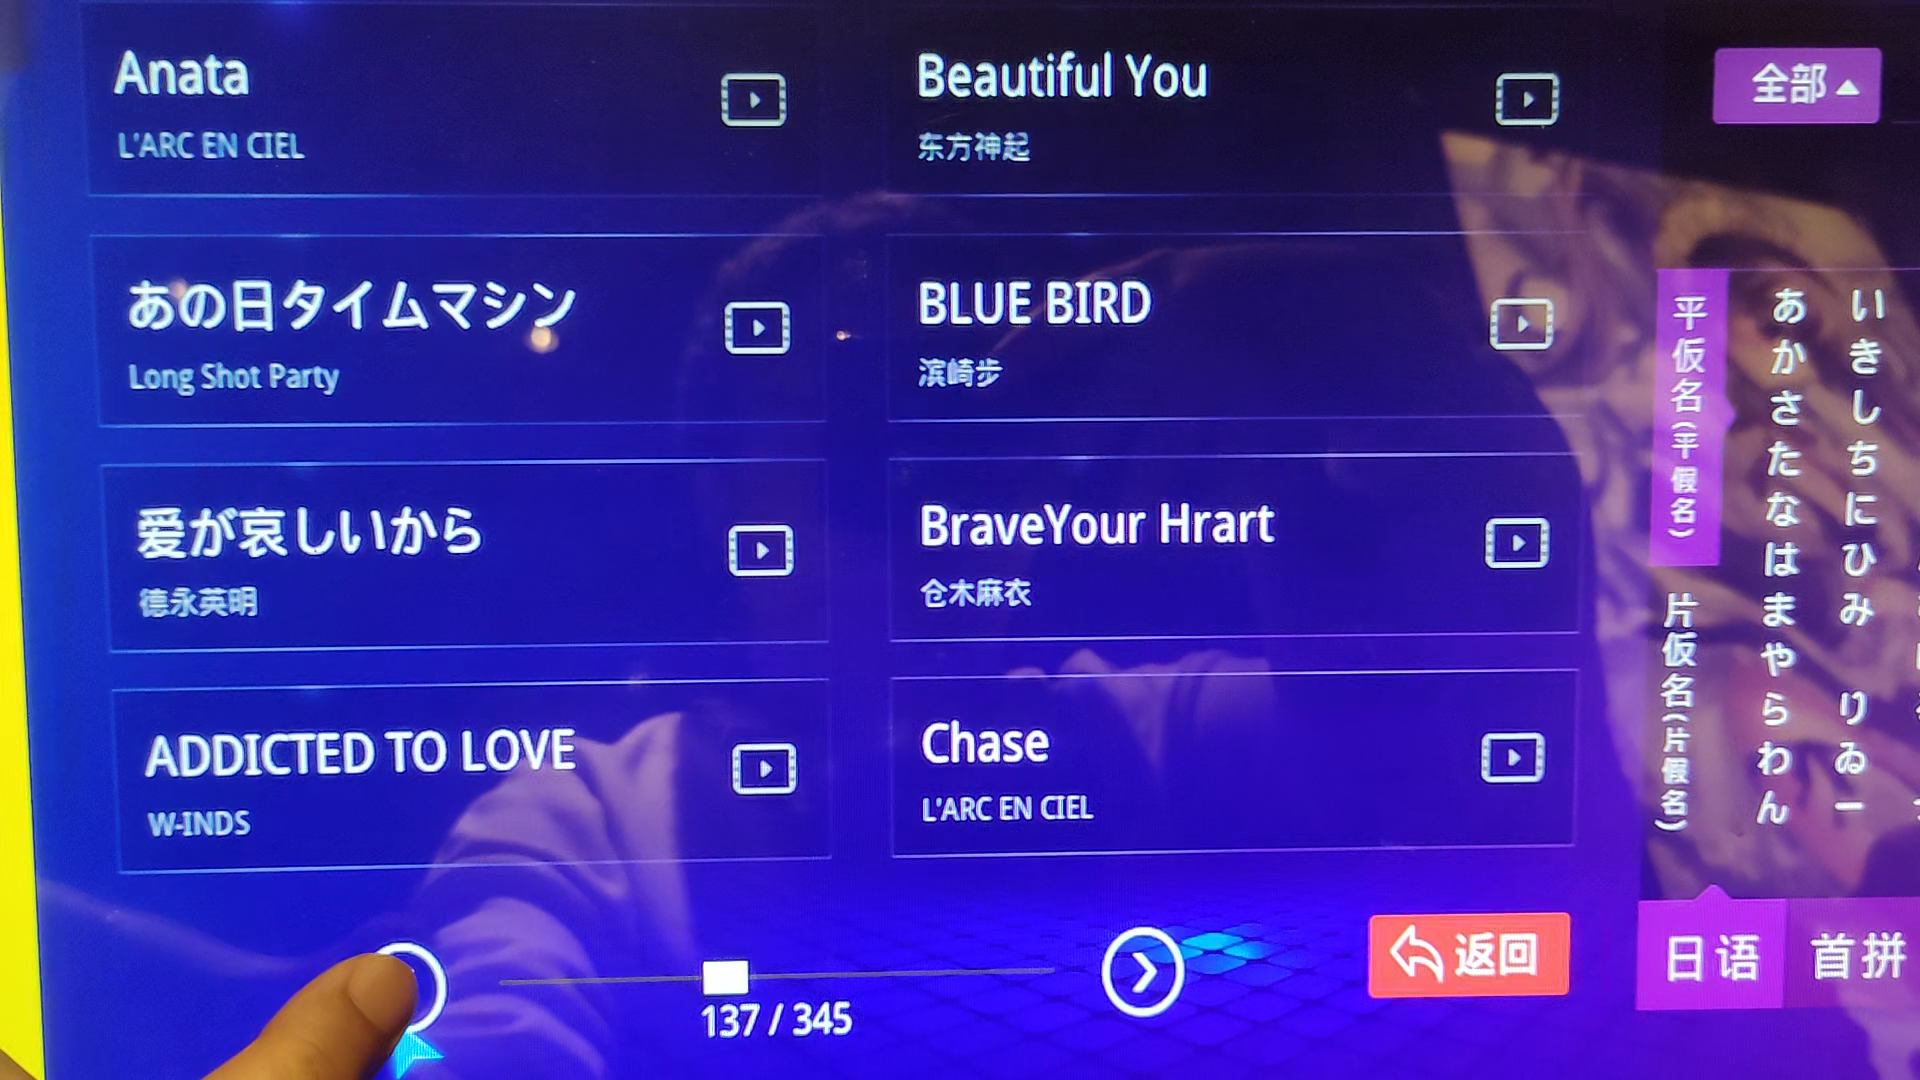 Anata
L'ARC EN CIEL
Beautiful You
东方神起
あの日タイムマシン
Long Shot Party
BLUE BIRD
滨崎步
愛が哀しいから
德永英明
BraveYour Hrart
仓木麻衣
ADDICTED TO LOVE
W-INDS
Chase
L'ARC EN CIEL
137 / 345
返回
全部
平仮名(平假名)
片仮名(片假名)
あかさたなはまやらわん
いきしちにひみ りゐー
日语
首拼